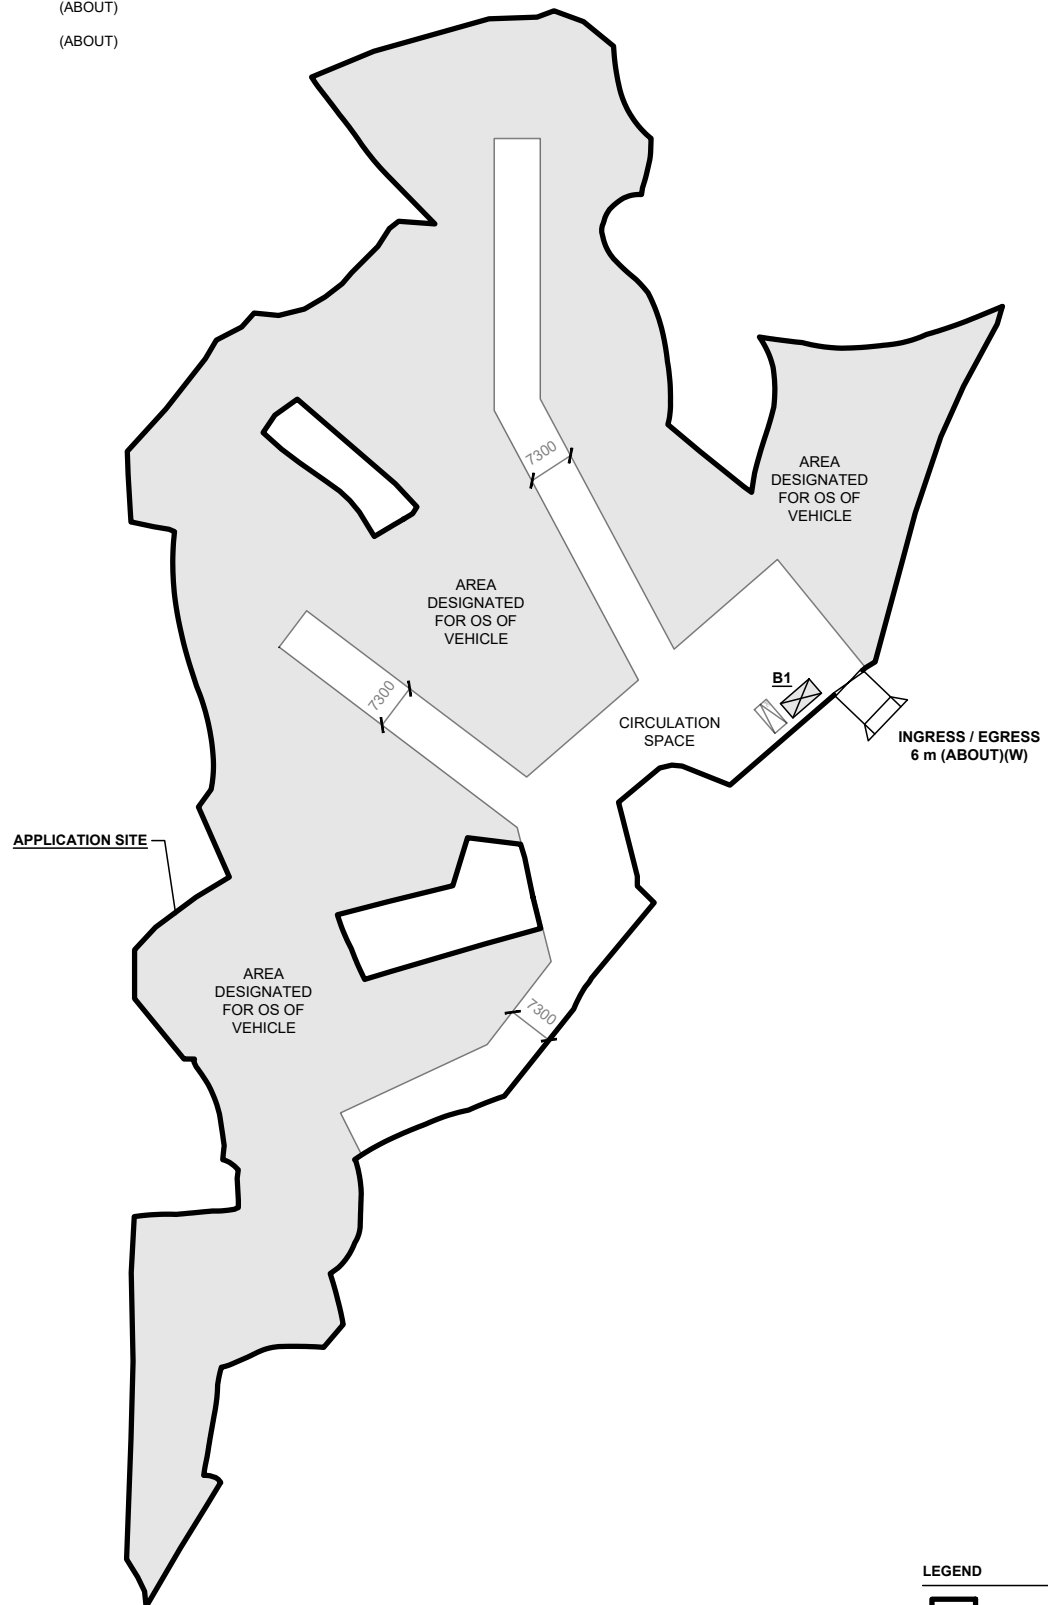 (ABOUT)
(ABOUT)
7300
AREA
DESIGNATED
FOR OS OF
VEHICLE
AREA
DESIGNATED
FOR OS OF
VEHICLE
7300
B1
CIRCULATION
SPACE
INGRESS / EGRESS
6 m (ABOUT)(W)
APPLICATION SITE
AREA
DESIGNATED
FOR OS OF
VEHICLE
7300
LEGEND